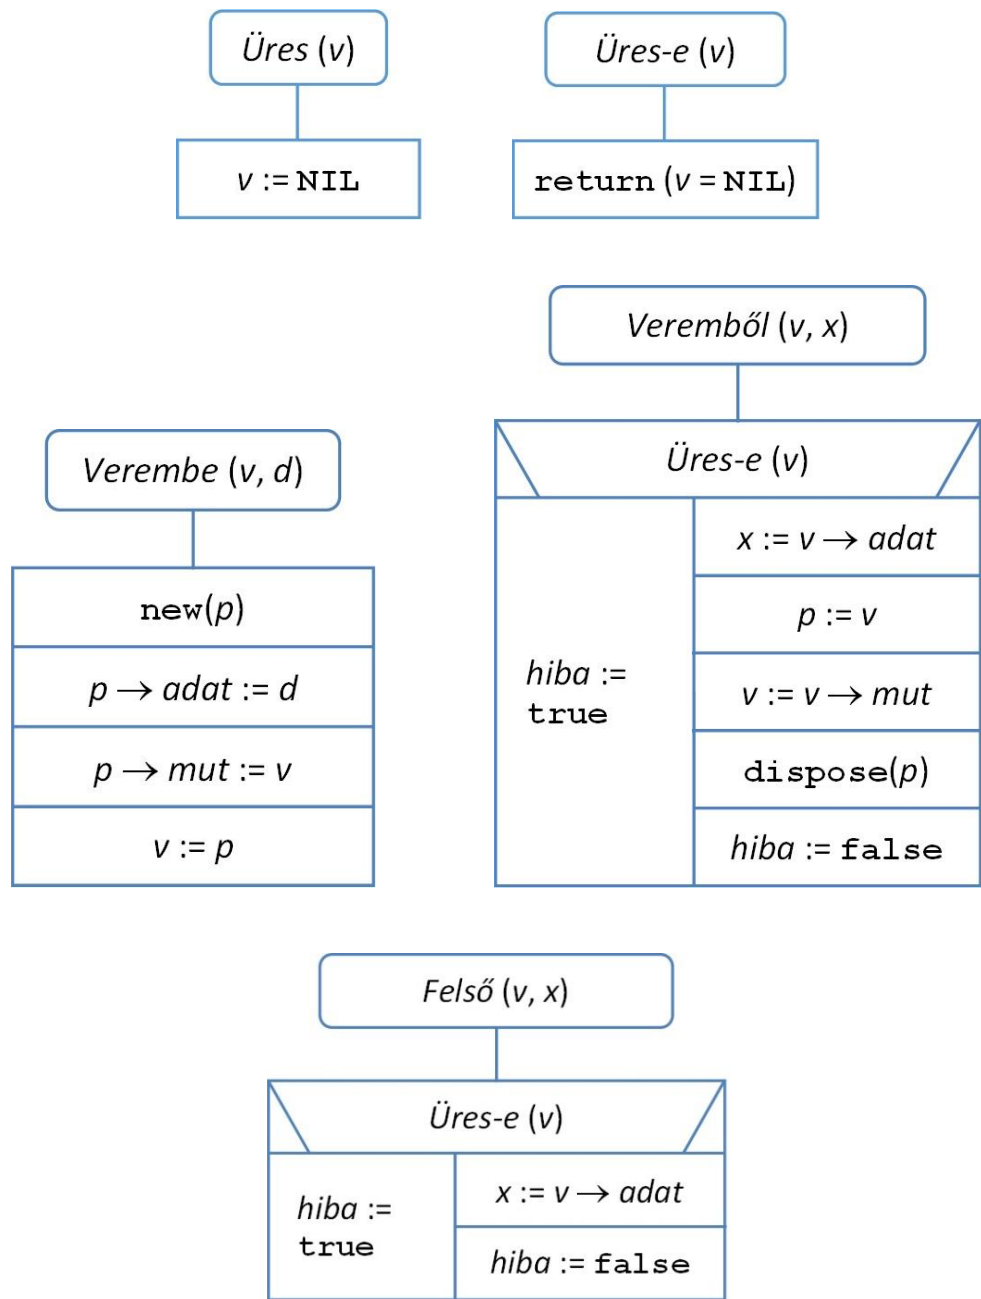 Üres (v)
Üres-e (v)
v := NIL
return (v = NIL)
Verembe (v, d)
new(p)
p → adat := d
p → mut := v
v := p
Veremből (v, x)
Üres-e (v)
hiba :=
true
x := v → adat
p := v
v := v → mut
dispose(p)
hiba := false
Felső (v, x)
Üres-e (v)
hiba :=
true
x := v → adat
hiba := false